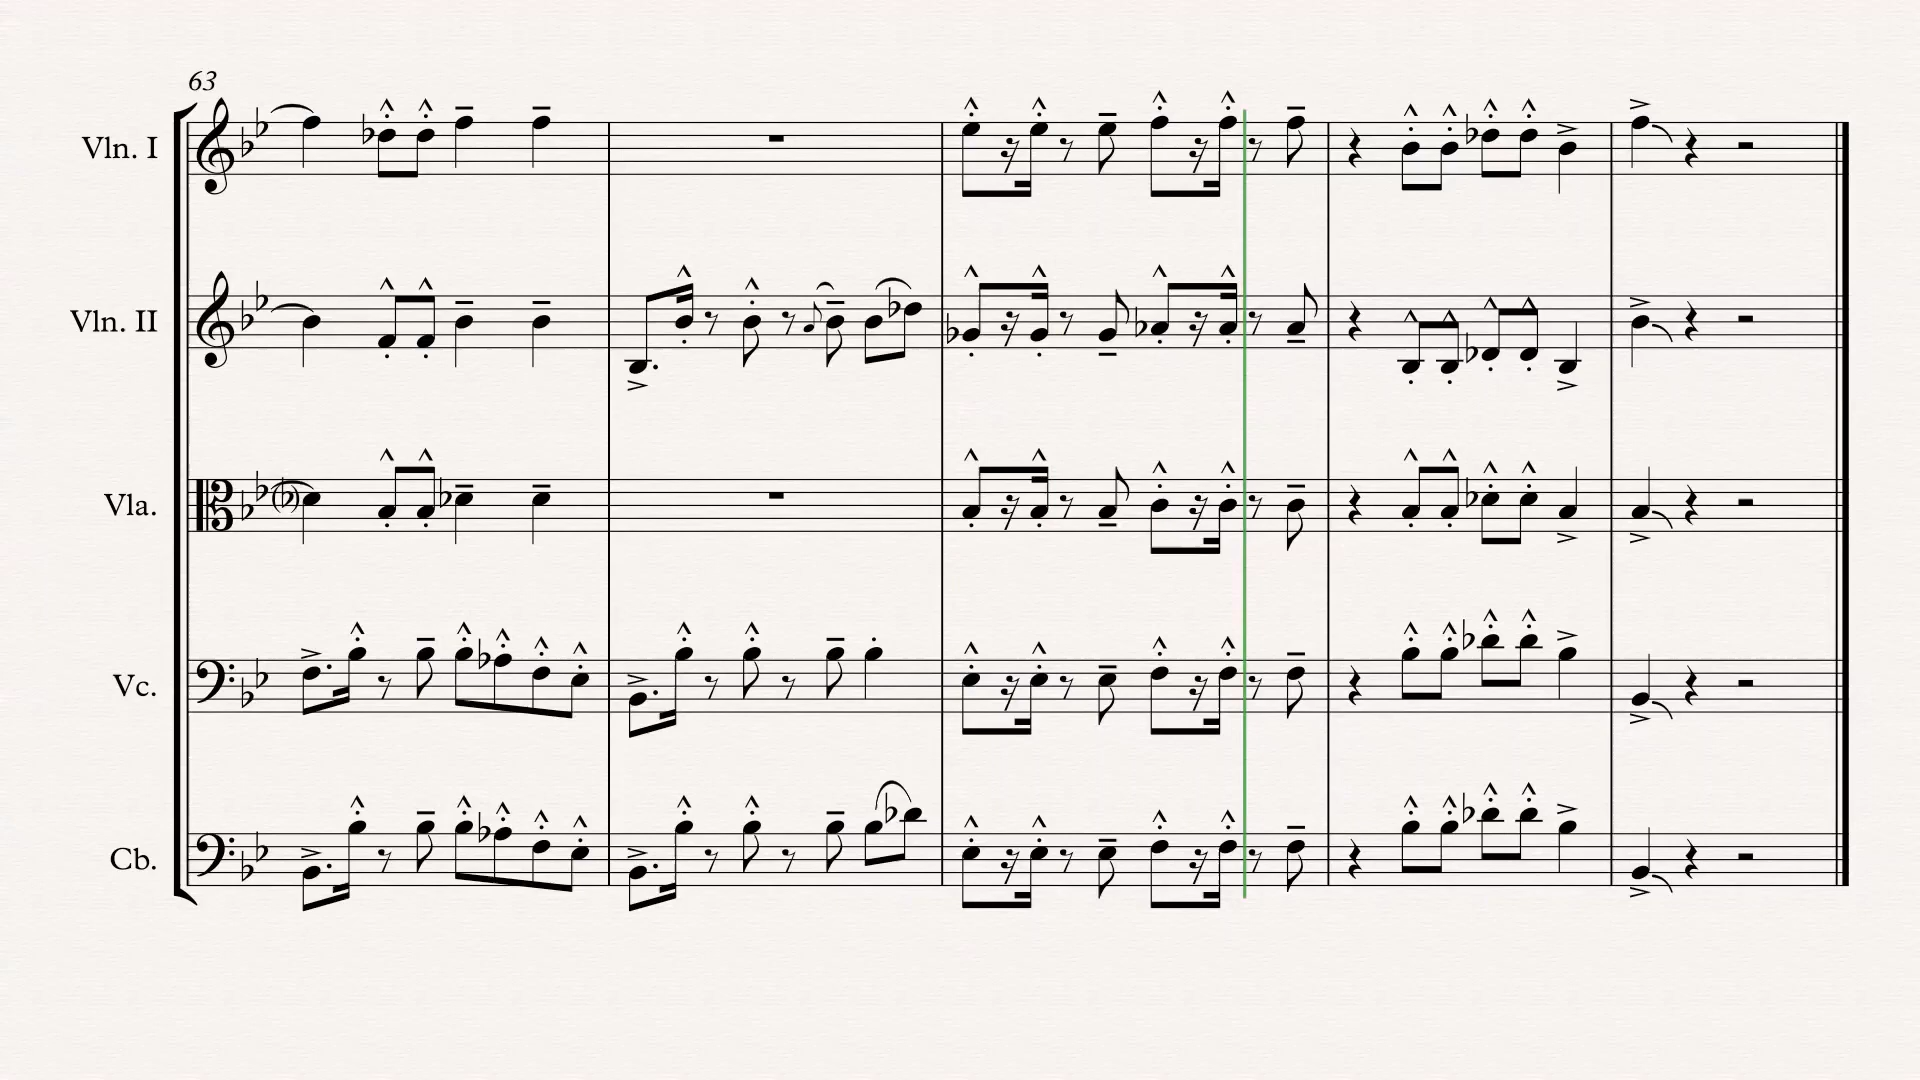 63
Vln. I
Vln. II
Vla.
Vc.
Cb.